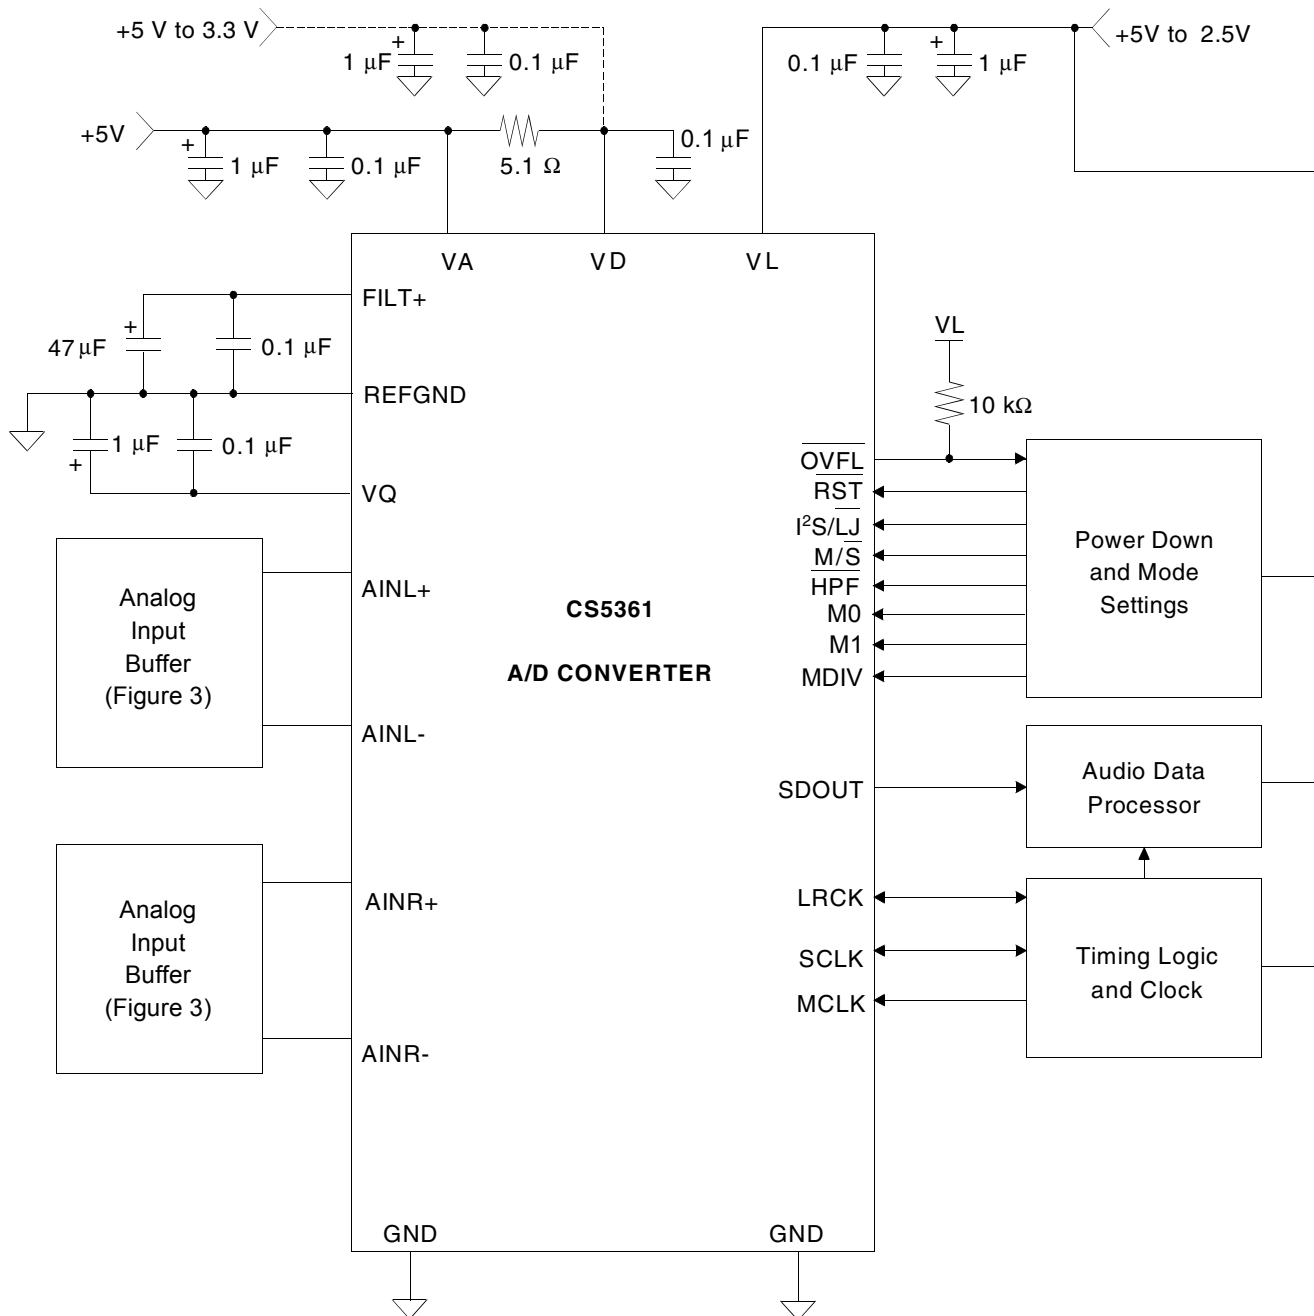 +5 V to 3.3 V
+
1 µF
0.1 µF
0.1 µF
+
1 µF
+5V to 2.5V
+5V
+
1 µF
0.1 µF
5.1 Ω
0.1 µF
VA
VD
VL
FILT+
+
47 µF
0.1 µF
REFGND
1 µF
+
0.1 µF
VQ
VL
10 kΩ
OVFL
RST
I²S/LJ
M/S
HPF
M0
M1
MDIV
Power Down
and Mode
Settings
Analog
Input
Buffer
(Figure 3)
AINL+
AINL-
CS5361
A/D CONVERTER
SDOUT
Audio Data
Processor
Analog
Input
Buffer
(Figure 3)
AINR+
AINR-
LRCK
SCLK
MCLK
Timing Logic
and Clock
GND
GND